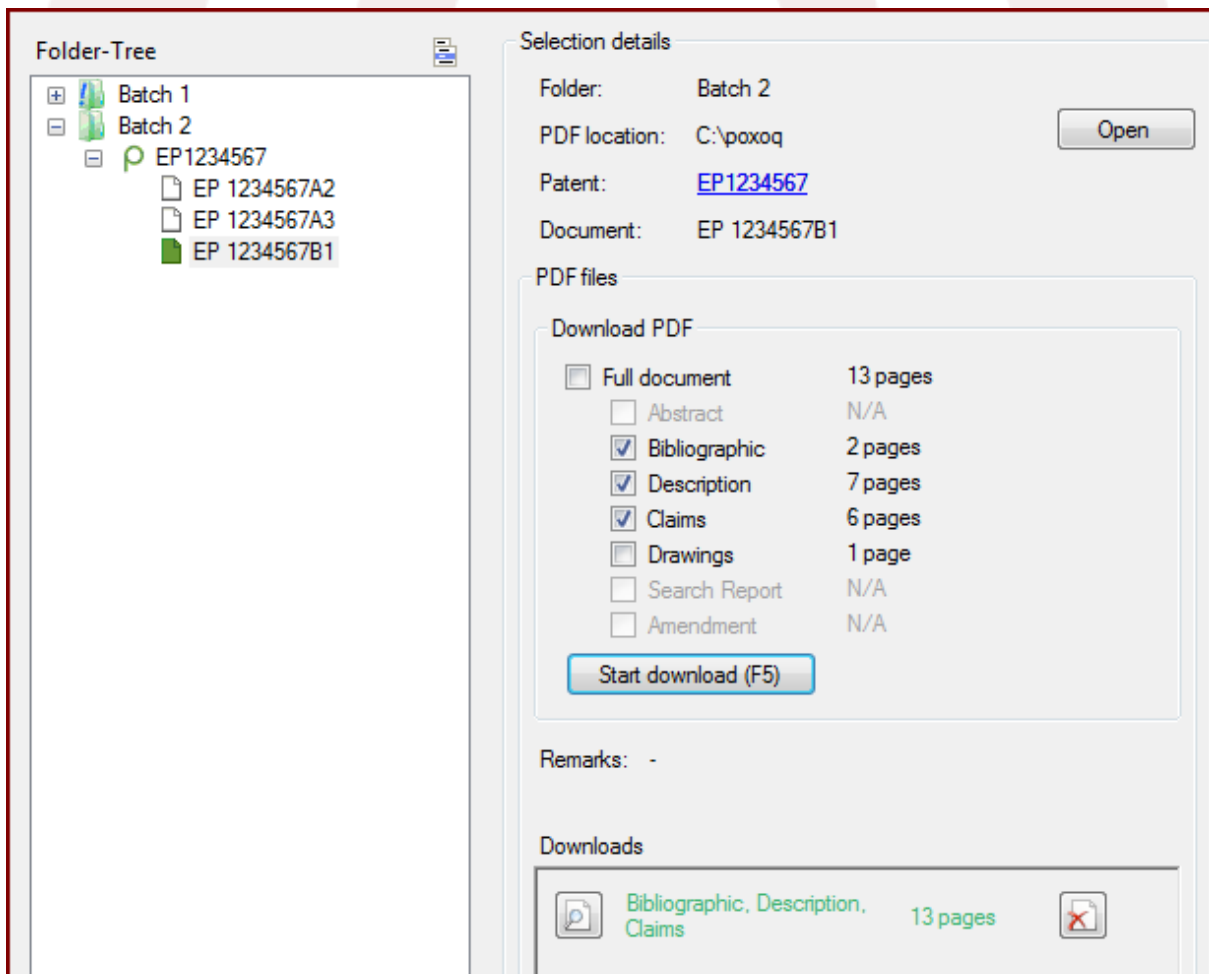 Folder-Tree
Batch 1
Batch 2
EP1234567
EP 1234567A2
EP 1234567A3
EP 1234567B1
Selection details
Folder: Batch 2
PDF location: C:\poxoq
Open
Patent: EP1234567
Document: EP 1234567B1
PDF files
Download PDF
Full document 13 pages
Abstract N/A
Bibliographic 2 pages
Description 7 pages
Claims 6 pages
Drawings 1 page
Search Report N/A
Amendment N/A
Start download (F5)
Remarks: -
Downloads
Bibliographic, Description,
Claims
13 pages